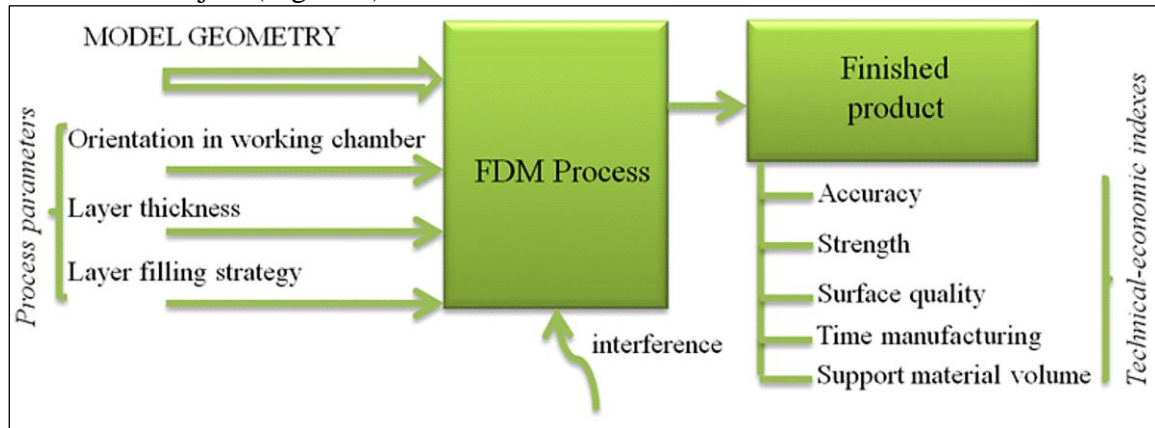 MODEL GEOMETRY
Process parameters
Orientation in working chamber
Layer thickness
Layer filling strategy
FDM Process
interference
Finished
product
Accuracy
Strength
Surface quality
Time manufacturing
Support material volume
Technical-economic indexes